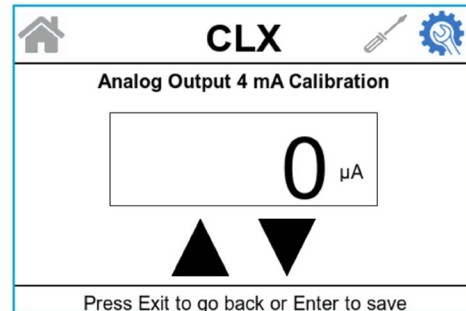 CLX
Analog Output 4 mA Calibration
0 µA
Press Exit to go back or Enter to save